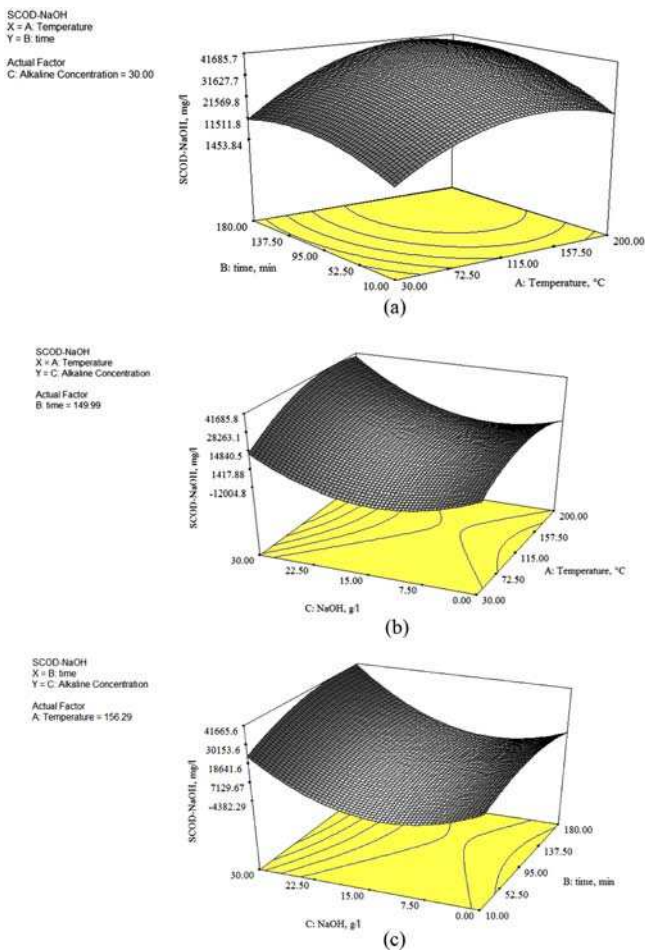 SCOD-NaOH
X = A: Temperature
Y = B: time
Actual Factor
C: Alkaline Concentration = 30.00
SCOD-NaOH, mg/l
41685.7
31627.7
21569.8
11511.8
1453.84
180.00
137.50
95.00
52.50
10.00
B: time, min
30.00
72.50
115.00
157.50
200.00
A: Temperature, °C
(a)
SCOD-NaOH
X = A: Temperature
Y = C: Alkaline Concentration
Actual Factor
B: time = 149.99
SCOD-NaOH, mg/l
41685.8
28263.1
14840.5
1417.88
-12004.8
30.00
22.50
15.00
7.50
0.00
C: NaOH, g/l
30.00
72.50
115.00
157.50
200.00
A: Temperature, °C
(b)
SCOD-NaOH
X = B: time
Y = C: Alkaline Concentration
Actual Factor
A: Temperature = 156.29
SCOD-NaOH, mg/l
41665.6
30153.6
18641.6
7129.67
-4382.29
30.00
22.50
15.00
7.50
0.00
C: NaOH, g/l
10.00
52.50
95.00
137.50
180.00
B: time, min
(c)